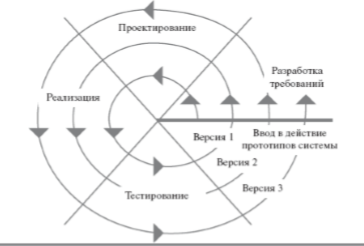 Проектирование
Разработка
требований
Реализация
Версия 1
Ввод в действие
прототипов системы
Версия 2
Версия 3
Тестирование